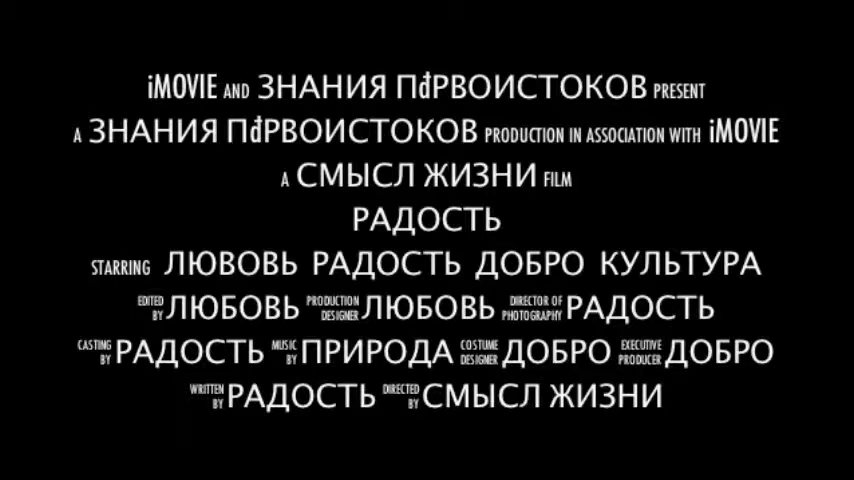 iMOVIE AND ЗНАНИЯ ПđРВОИСТОКОВ PRESENT
A ЗНАНИЯ ПđРВОИСТОКОВ PRODUCTION IN ASSOCIATION WITH iMOVIE
A СМЫСЛ ЖИЗНИ FILM
РАДОСТЬ
STARRING ЛЮВОВЬ РАДОСТЬ ДОБРО КУЛЬТУРА
EDITED BY ЛЮБОВЬ PRODUCTION DESIGNER ЛЮБОВЬ DIRECTOR OF PHOTOGRAPHY РАДОСТЬ
CASTING BY РАДОСТЬ MUSIC BY ПРИРОДА COSTUME DESIGNER ДОБРО EXECUTIVE PRODUCER ДОБРО
WRITTEN BY РАДОСТЬ DIRECTED BY СМЫСЛ ЖИЗНИ